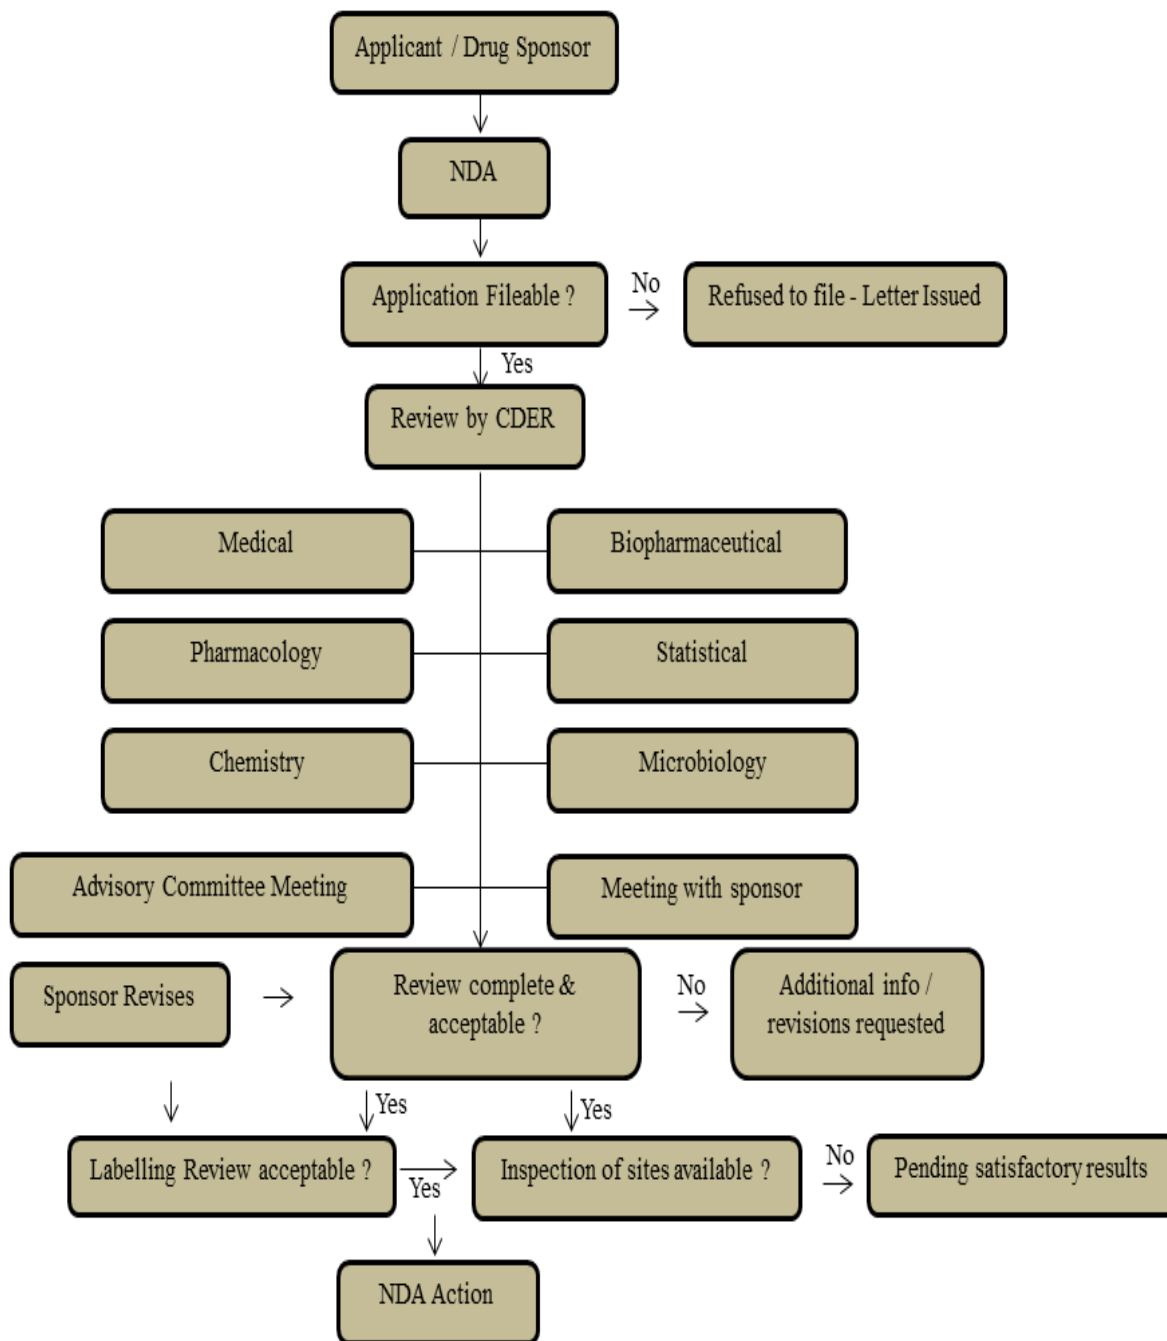 Applicant / Drug Sponsor
NDA
Application Fileable ?
No
Refused to file - Letter Issued
Yes
Review by CDER
Medical
Biopharmaceutical
Pharmacology
Statistical
Chemistry
Microbiology
Advisory Committee Meeting
Meeting with sponsor
Sponsor Revises
Review complete &
acceptable ?
No
Additional info /
revisions requested
Yes
Yes
Labelling Review acceptable ?
Yes
Inspection of sites available ?
No
Pending satisfactory results
NDA Action